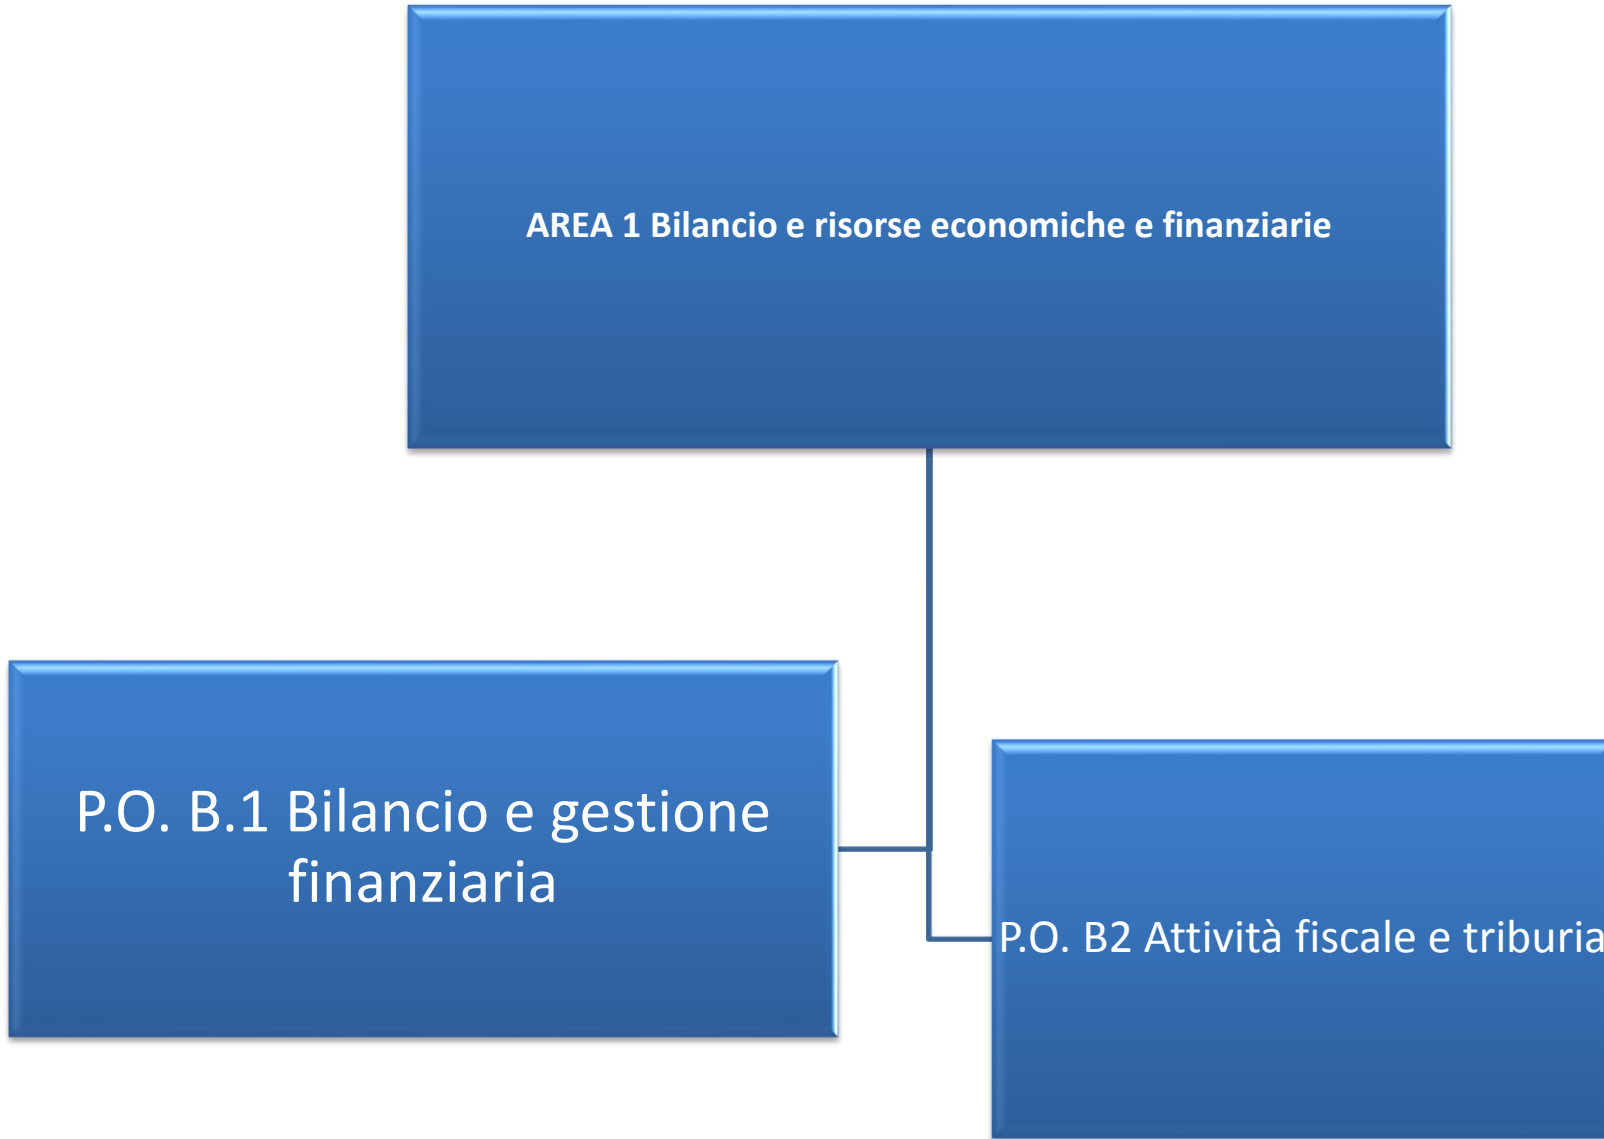 AREA 1 Bilancio e risorse economiche e finanziarie
P.O. B.1 Bilancio e gestione
finanziaria
P.O. B2 Attività fiscale e triburia